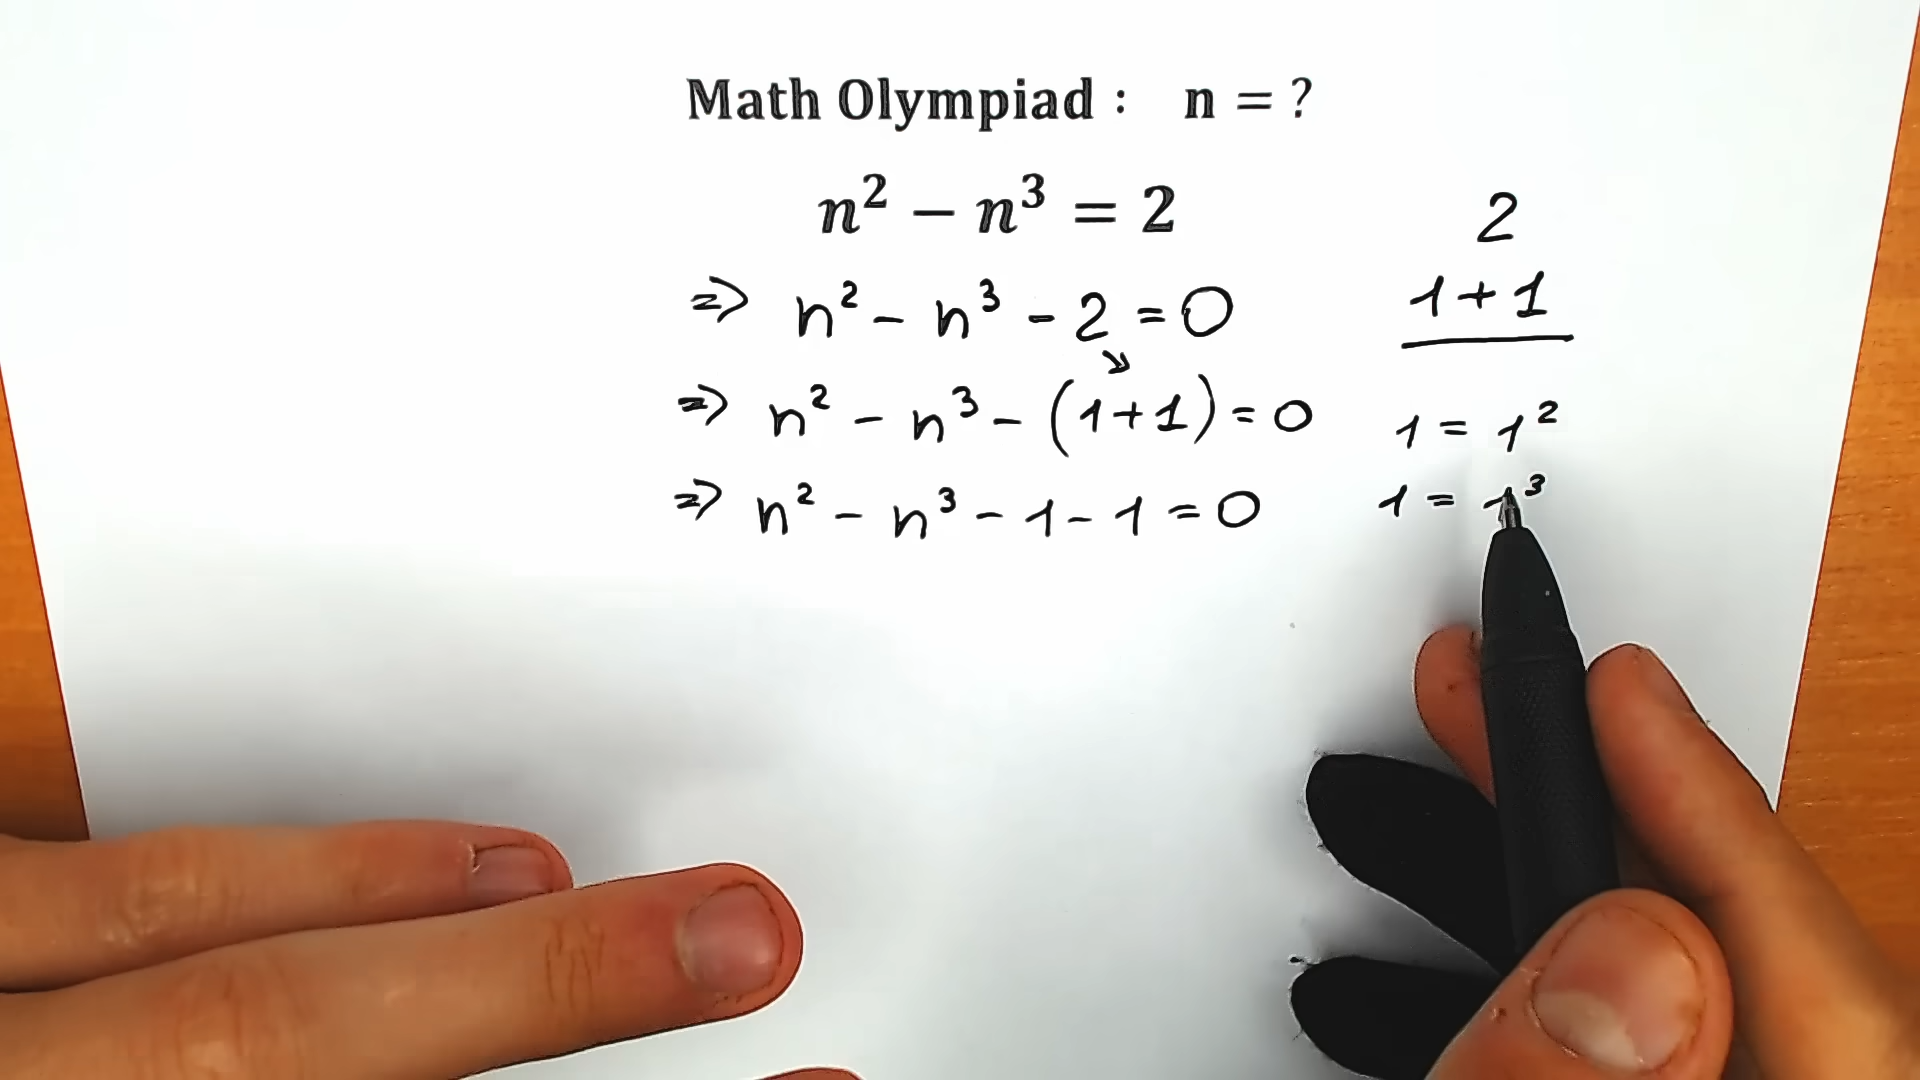 Math Olympiad : n = ?
n² − n³ = 2
2
⇒ n² − n³ − 2 = 0
1 + 1
↘
⇒ n² − n³ − (1+1) = 0
1 = 1²
⇒ n² − n³ − 1 − 1 = 0
1 = 1³